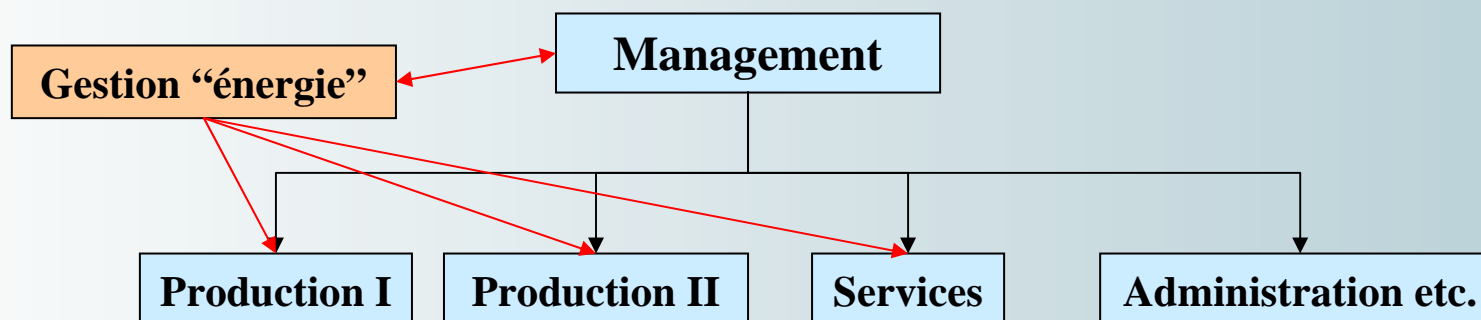 Management
Gestion “énergie”
Production I
Production II
Services
Administration etc.